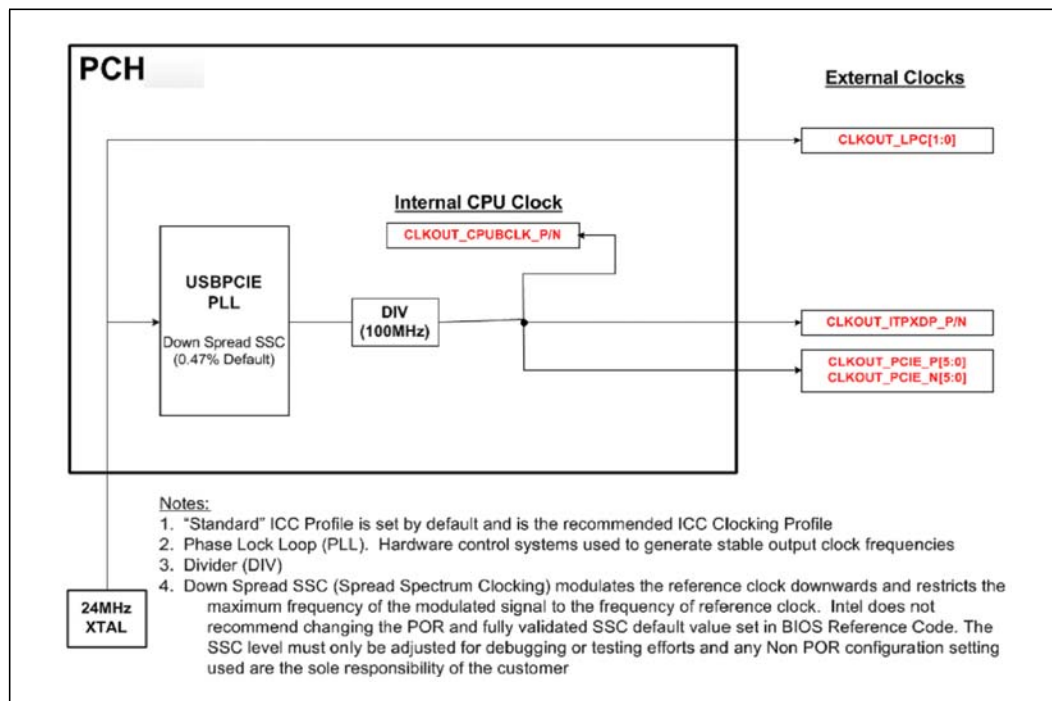 PCH
External Clocks
CLKOUT_LPC[1:0]
Internal CPU Clock
CLKOUT_CPUBCLK_P/N
USBPCIE
PLL
Down Spread SSC
(0.47% Default)
DIV
(100MHz)
CLKOUT_ITPXDP_P/N
CLKOUT_PCIE_P[5:0]
CLKOUT_PCIE_N[5:0]
24MHz
XTAL
Notes:
1. “Standard” ICC Profile is set by default and is the recommended ICC Clocking Profile
2. Phase Lock Loop (PLL). Hardware control systems used to generate stable output clock frequencies
3. Divider (DIV)
4. Down Spread SSC (Spread Spectrum Clocking) modulates the reference clock downwards and restricts the
maximum frequency of the modulated signal to the frequency of reference clock. Intel does not
recommend changing the POR and fully validated SSC default value set in BIOS Reference Code. The
SSC level must only be adjusted for debugging or testing efforts and any Non POR configuration setting
used are the sole responsibility of the customer